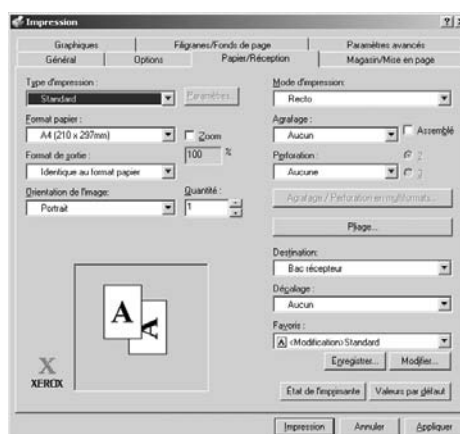 Impression
Graphiques
Filigranes/Fonds de page
Paramètres avancés
Général
Options
Papier/Réception
Magasin/Mise en page
Type d'impression :
Standard
Paramètres...
Format papier :
A4 (210 x 297mm)
Zoom
100 %
Format de sortie :
Identique au format papier
Orientation de l'image:
Portrait
Quantité :
1
Mode d'impression:
Recto
Agrafage :
Aucun
Assemblé
Perforation :
Aucune
Agrafage / Perforation en multiformats...
Pliage...
Destination:
Bac récepteur
Décalage :
Aucun
Favoris :
A <Modification> Standard
Enregistrer...
Modifier...
État de l'imprimante
Valeurs par défaut
A
A
X
XEROX
Impression
Annuler
Appliquer